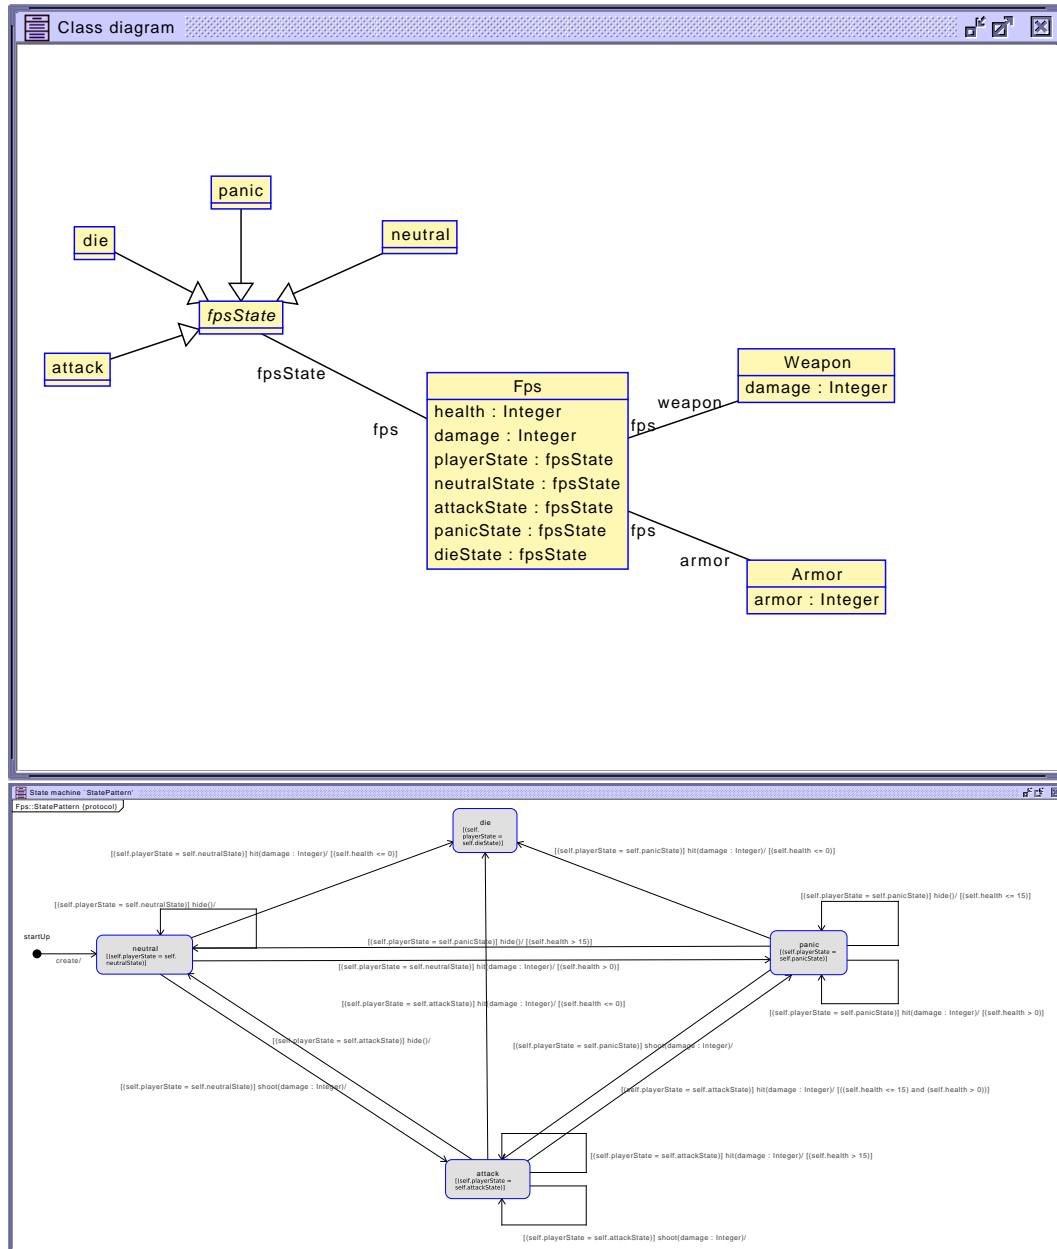 Class diagram
panic
die
neutral
fpsState
attack
fpsState
fps
Fps
health : Integer
damage : Integer
playerState : fpsState
neutralState : fpsState
attackState : fpsState
panicState : fpsState
dieState : fpsState
weapon
fps
Weapon
damage : Integer
fps
armor
Armor
armor : Integer
State machine `StatePattern'
Fps::StatePattern {protocol}
die
[(self.
playerState =
self.dieState)]
[(self.playerState = self.neutralState)] hit(damage : Integer)/ [(self.health <= 0)]
[(self.playerState = self.panicState)] hit(damage : Integer)/ [(self.health <= 0)]
[(self.playerState = self.neutralState)] hide()/
[(self.playerState = self.panicState)] hide()/ [(self.health <= 15)]
startUp
create/
neutral
[(self.playerState = self.
neutralState)]
[(self.playerState = self.panicState)] hide()/ [(self.health > 15)]
[(self.playerState = self.neutralState)] hit(damage : Integer)/ [(self.health > 0)]
panic
[(self.playerState =
self.panicState)]
[(self.playerState = self.attackState)] hit(damage : Integer)/ [(self.health <= 0)]
[(self.playerState = self.panicState)] hit(damage : Integer)/ [(self.health > 0)]
[(self.playerState = self.attackState)] hide()/
[(self.playerState = self.panicState)] shoot(damage : Integer)/
[(self.playerState = self.neutralState)] shoot(damage : Integer)/
[(self.playerState = self.attackState)] hit(damage : Integer)/ [((self.health <= 15) and (self.health > 0))]
[(self.playerState = self.attackState)] hit(damage : Integer)/ [(self.health > 15)]
attack
[(self.playerState =
self.attackState)]
[(self.playerState = self.attackState)] shoot(damage : Integer)/